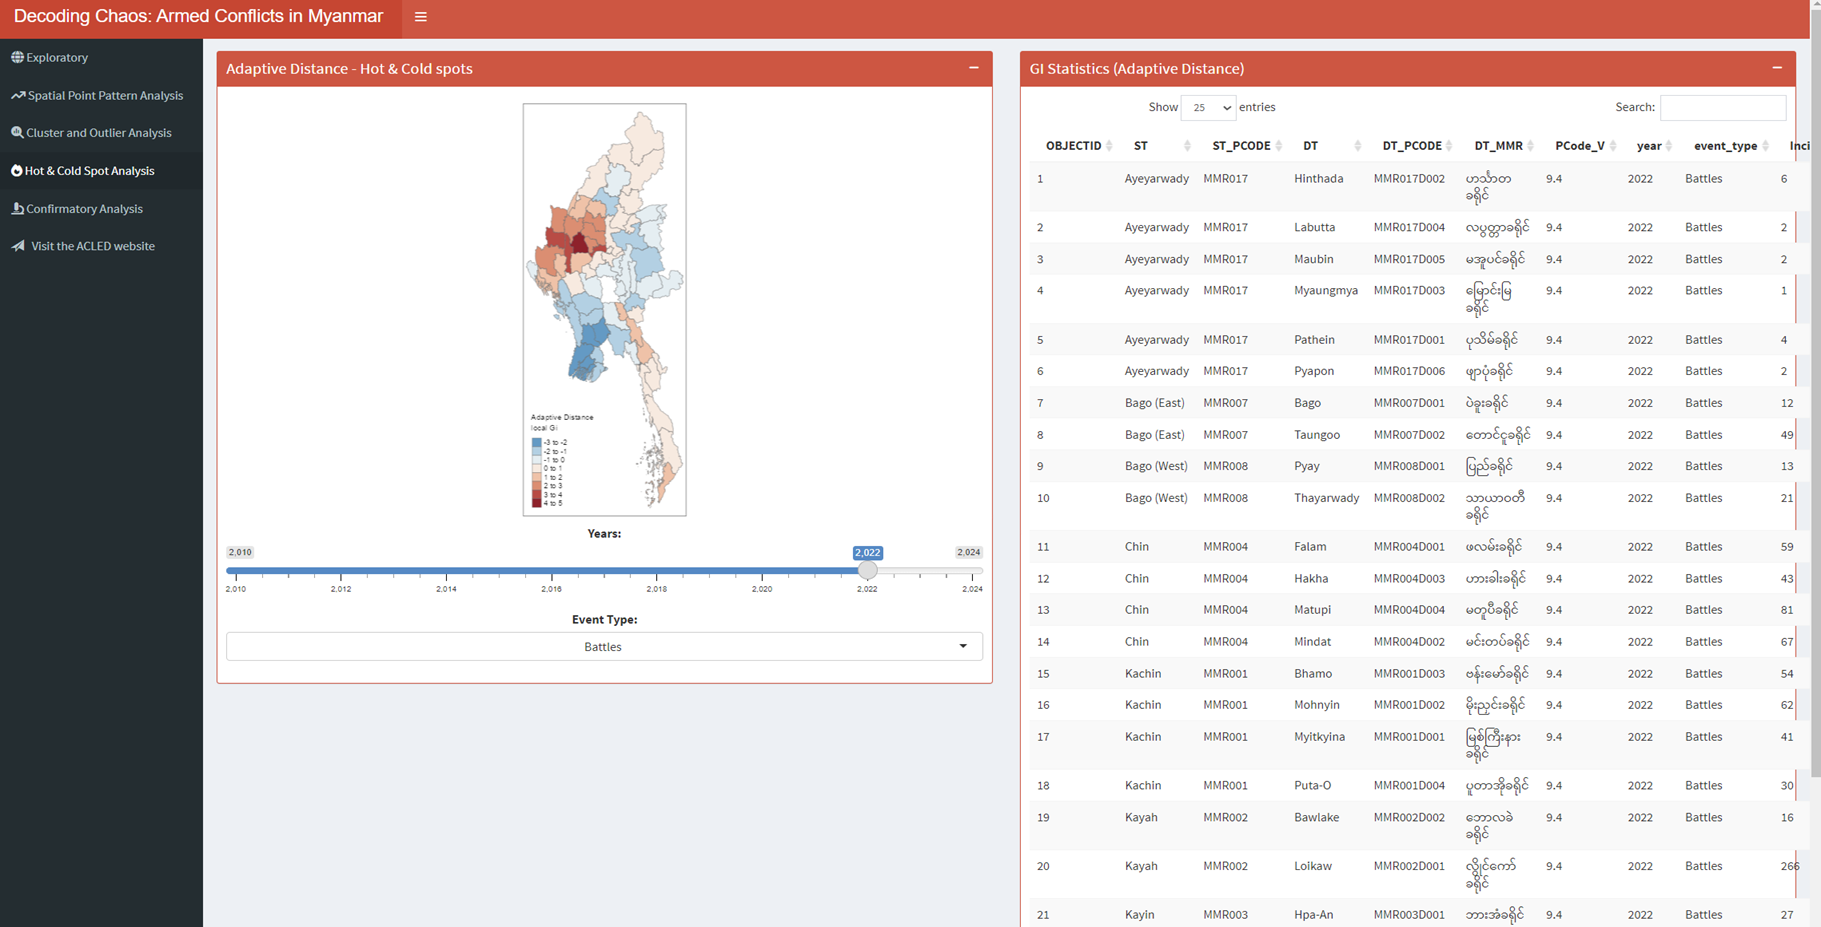 Decoding Chaos: Armed Conflicts in Myanmar
Exploratory
Spatial Point Pattern Analysis
Cluster and Outlier Analysis
Hot & Cold Spot Analysis
Confirmatory Analysis
Visit the ACLED website
Adaptive Distance - Hot & Cold spots
Adaptive Distance
local Gi
-3 to -2
-2 to -1
-1 to 0
0 to 1
1 to 2
2 to 3
3 to 4
4 to 5
Years:
2,010 2,022 2,024
2,010 2,012 2,014 2,016 2,018 2,020 2,022 2,024
Event Type:
Battles
GI Statistics (Adaptive Distance)
Show 25 entries Search:
OBJECTID ST ST_PCODE DT DT_PCODE DT_MMR PCode_V year event_type Inci
1 Ayeyarwady MMR017 Hinthada MMR017D002 ဟင်္သာတ 9.4 2022 Battles 6
ခရိုင်
2 Ayeyarwady MMR017 Labutta MMR017D004 လပွတ္တာခရိုင် 9.4 2022 Battles 2
3 Ayeyarwady MMR017 Maubin MMR017D005 မအူပင်ခရိုင် 9.4 2022 Battles 2
4 Ayeyarwady MMR017 Myaungmya MMR017D003 မြောင်းမြ 9.4 2022 Battles 1
ခရိုင်
5 Ayeyarwady MMR017 Pathein MMR017D001 ပုသိမ်ခရိုင် 9.4 2022 Battles 4
6 Ayeyarwady MMR017 Pyapon MMR017D006 ဖျာပုံခရိုင် 9.4 2022 Battles 2
7 Bago (East) MMR007 Bago MMR007D001 ပဲခူးခရိုင် 9.4 2022 Battles 12
8 Bago (East) MMR007 Taungoo MMR007D002 တောင်ငူခရိုင် 9.4 2022 Battles 49
9 Bago (West) MMR008 Pyay MMR008D001 ပြည်ခရိုင် 9.4 2022 Battles 13
10 Bago (West) MMR008 Thayarwady MMR008D002 သာယာဝတီ 9.4 2022 Battles 21
ခရိုင်
11 Chin MMR004 Falam MMR004D001 ဖလမ်းခရိုင် 9.4 2022 Battles 59
12 Chin MMR004 Hakha MMR004D003 ဟားခါးခရိုင် 9.4 2022 Battles 43
13 Chin MMR004 Matupi MMR004D004 မတူပီခရိုင် 9.4 2022 Battles 81
14 Chin MMR004 Mindat MMR004D002 မင်းတပ်ခရိုင် 9.4 2022 Battles 67
15 Kachin MMR001 Bhamo MMR001D003 ဗန်းမော်ခရိုင် 9.4 2022 Battles 54
16 Kachin MMR001 Mohnyin MMR001D002 မိုးညှင်းခရိုင် 9.4 2022 Battles 62
17 Kachin MMR001 Myitkyina MMR001D001 မြစ်ကြီးနား 9.4 2022 Battles 41
ခရိုင်
18 Kachin MMR001 Puta-O MMR001D004 ပူတာအိုခရိုင် 9.4 2022 Battles 30
19 Kayah MMR002 Bawlake MMR002D002 ဘောလခဲ 9.4 2022 Battles 16
ခရိုင်
20 Kayah MMR002 Loikaw MMR002D001 လွိုင်ကော် 9.4 2022 Battles 266
ခရိုင်
21 Kayin MMR003 Hpa-An MMR003D001 ဘားအံခရိုင် 9.4 2022 Battles 27